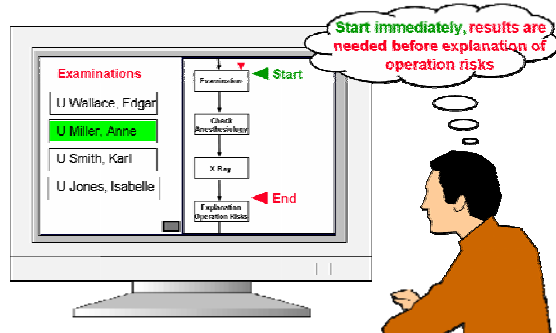 Start immediately, results are
needed before explanation of
operation risks
Examinations
U Wallace, Edgar
U Miller, Anne
U Smith, Karl
U Jones, Isabelle
Examination
Start
Check
Anesthesiology
X Ray
End
Explanation
Operation Risks